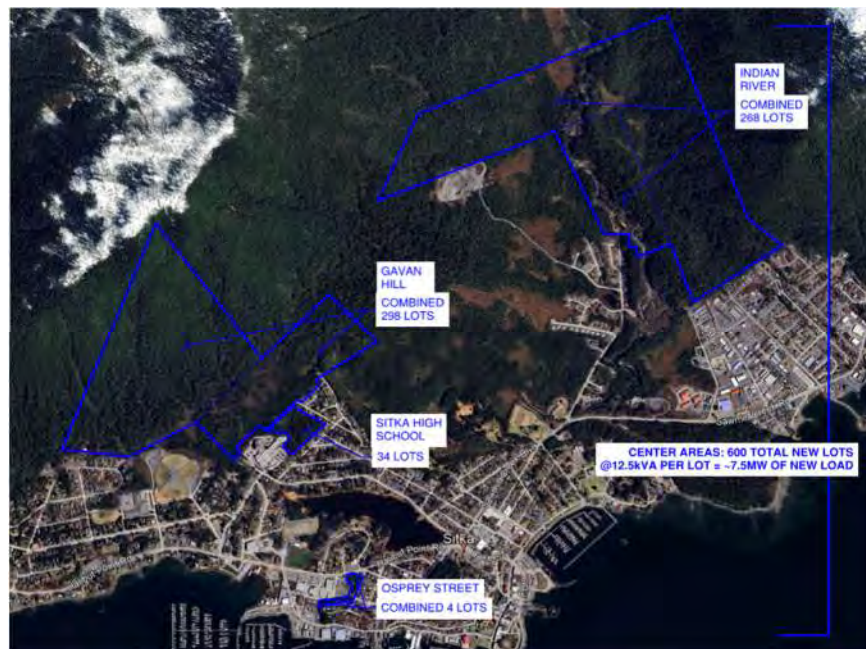 INDIAN
RIVER
COMBINED
268 LOTS
GAVAN
HILL
COMBINED
298 LOTS
SITKA HIGH
SCHOOL
34 LOTS
CENTER AREAS: 600 TOTAL NEW LOTS
@12.5kVA PER LOT = ~7.5MW OF NEW LOAD
Sitka
OSPREY STREET
COMBINED 4 LOTS